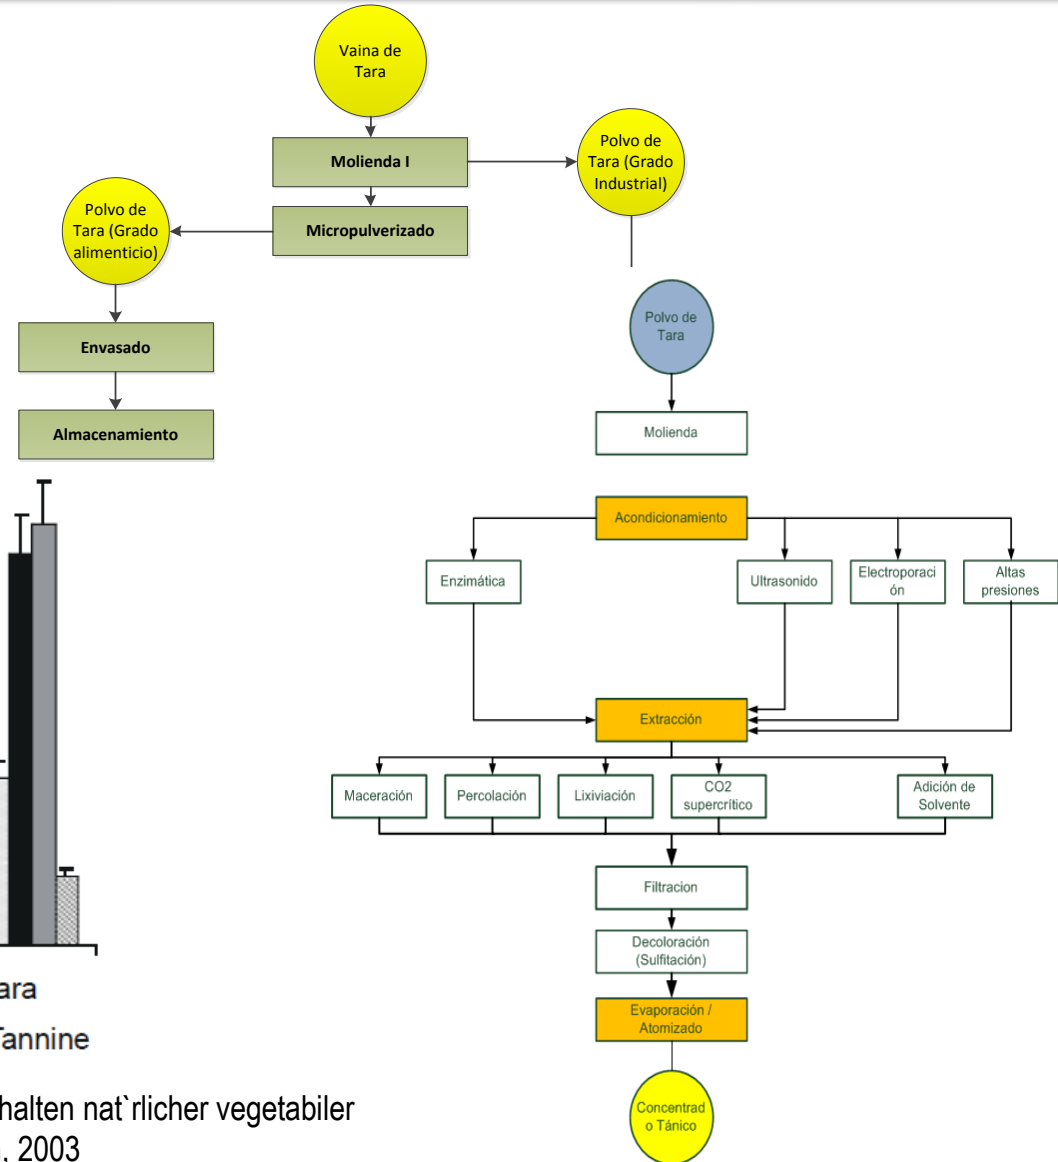 Vaina de
Tara
Molienda I
Polvo de
Tara (Grado
Industrial)
Micropulverizado
Polvo de
Tara (Grado
alimenticio)
Envasado
Almacenamiento
Polvo de
Tara
Molienda
Acondicionamiento
Enzimática
Ultrasonido
Electroporaci
ón
Altas
presiones
Extracción
Maceración
Percolación
Lixiviación
CO2
supercrítico
Adición de
Solvente
Filtracion
Decoloración
(Sulfitación)
Evaporación /
Atomizado
Concentrad
o Tánico
ara
Tannine
halten nat`rlicher vegetabiler
, 2003